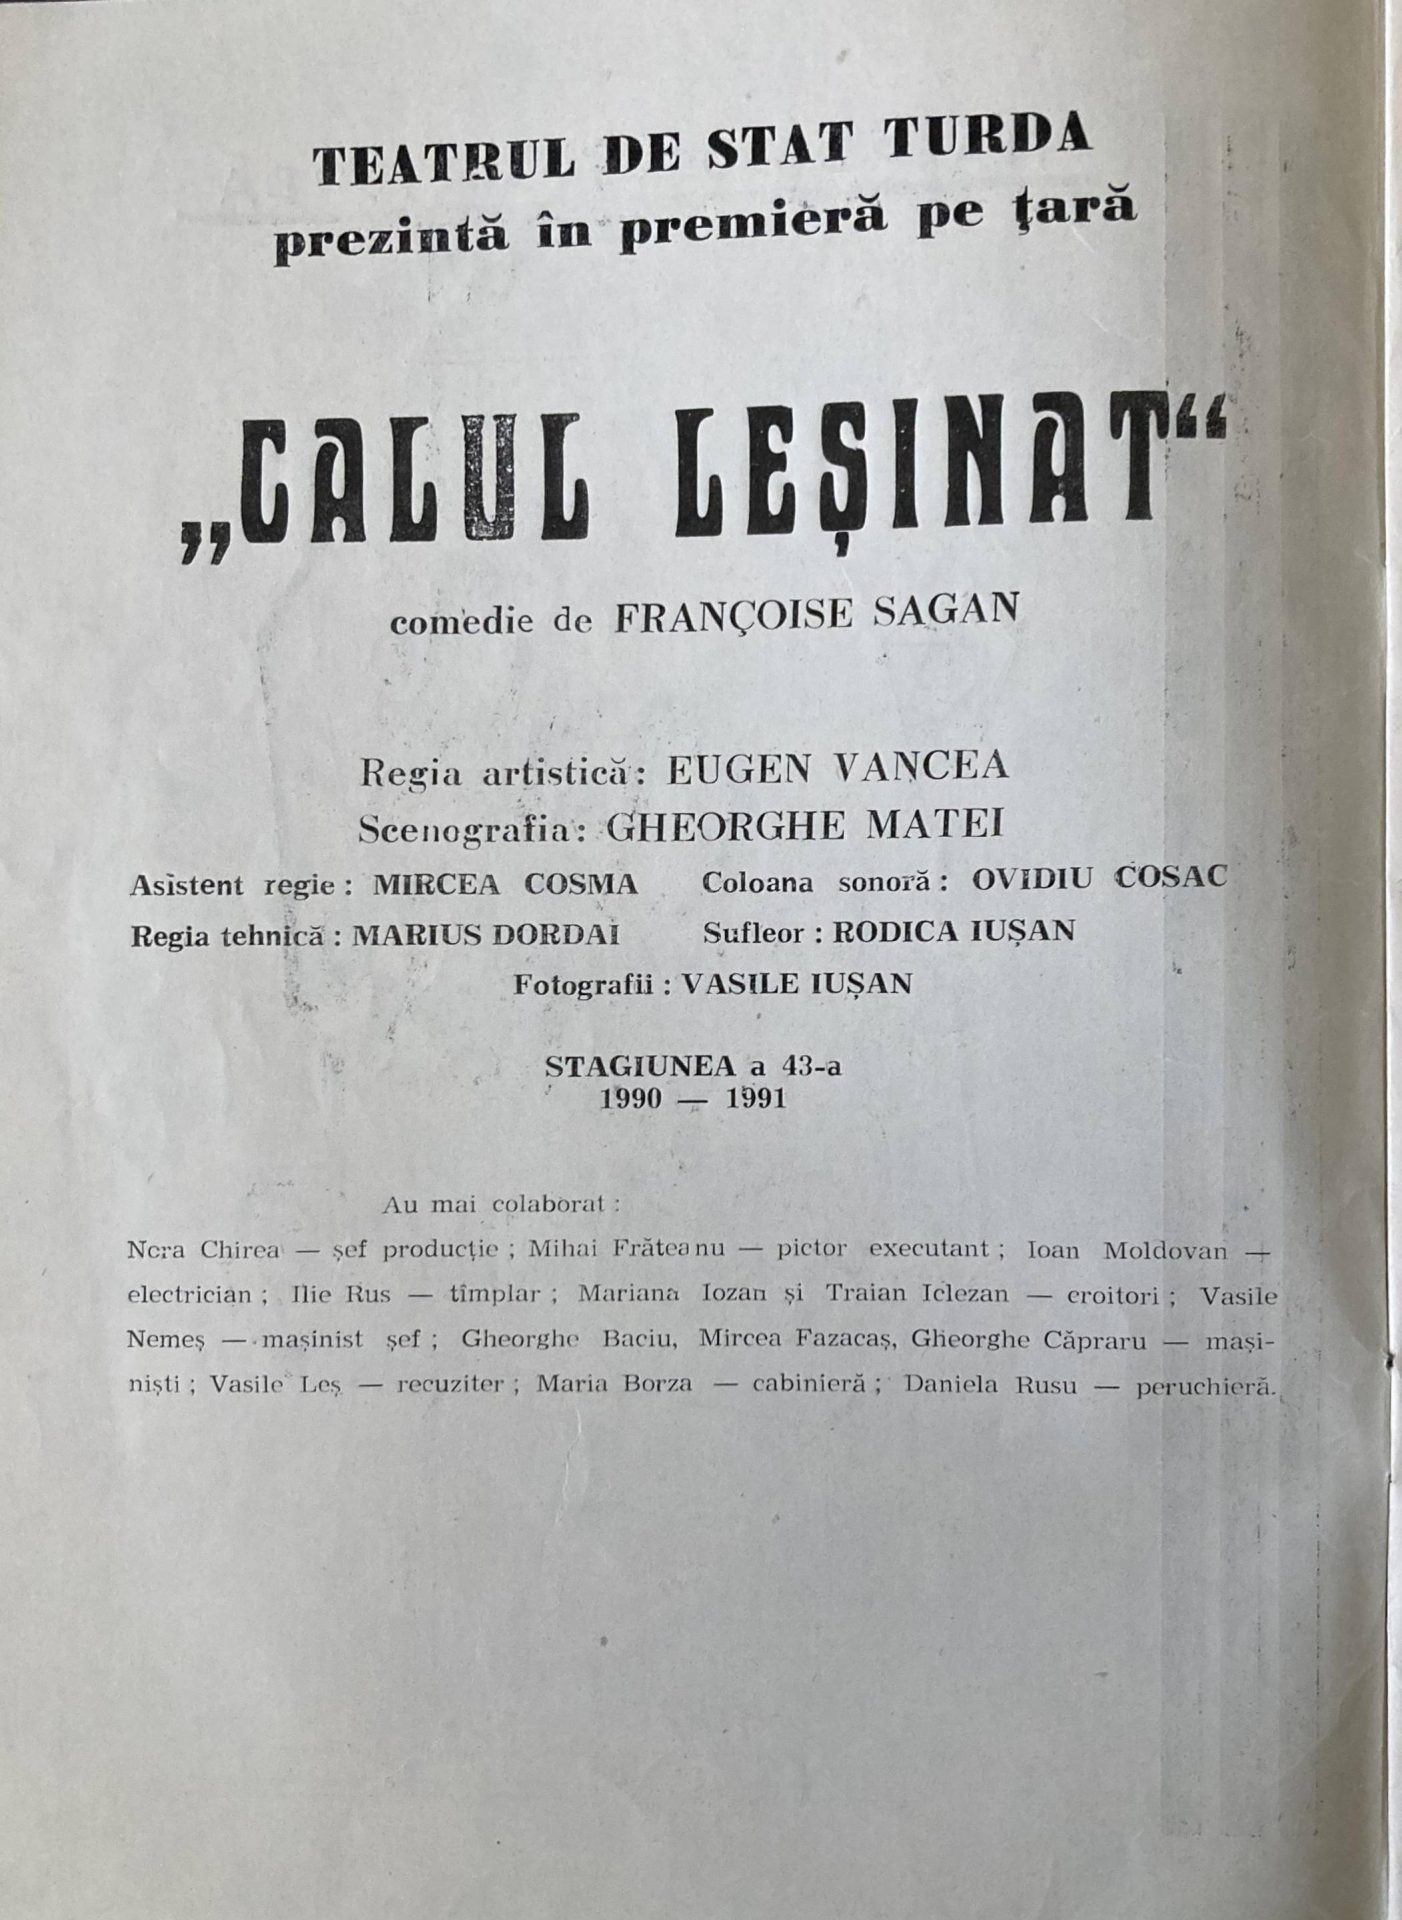 TEATRUL DE STAT TURDA
prezintă în premieră pe ţară
„CALUL LEŞINAT“
comedie de FRANÇOISE SAGAN
Regia artistică: EUGEN VANCEA
Scenografia: GHEORGHE MATEI
Asistent regie : MIRCEA COSMA Coloana sonoră : OVIDIU COSAC
Regia tehnică : MARIUS DORDAI Sufleor : RODICA IUȘAN
Fotografii : VASILE IUȘAN
STAGIUNEA a 43-a
1990 — 1991
Au mai colaborat :
Nora Chirea — șef producție ; Mihai Frăteanu — pictor executant ; Ioan Moldovan —
electrician ; Ilie Rus — tîmplar ; Mariana Iozan și Traian Iclezan — croitori ; Vasile
Nemeș — mașinist șef ; Gheorghe Baciu, Mircea Fazacaș, Gheorghe Căpraru — mași-
niști ; Vasile Leș — recuziter ; Maria Borza — cabinieră ; Daniela Rusu — peruchieră.